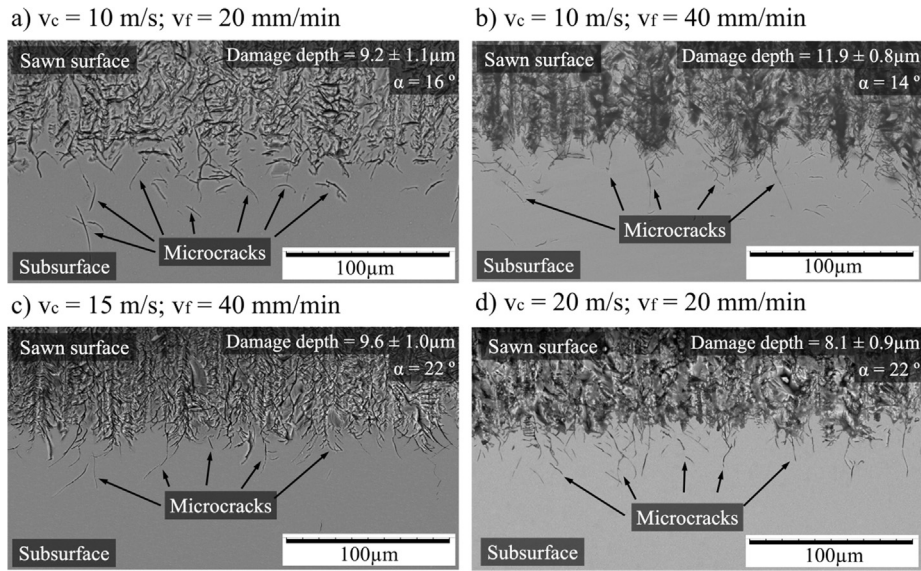 a) vc = 10 m/s; vf = 20 mm/min
Sawn surface
Damage depth = 9.2 ± 1.1µm
α = 16 º
Microcracks
Subsurface
100µm
b) vc = 10 m/s; vf = 40 mm/min
Sawn surface
Damage depth = 11.9 ± 0.8µm
α = 14 º
Microcracks
Subsurface
100µm
c) vc = 15 m/s; vf = 40 mm/min
Sawn surface
Damage depth = 9.6 ± 1.0µm
α = 22 º
Microcracks
Subsurface
100µm
d) vc = 20 m/s; vf = 20 mm/min
Sawn surface
Damage depth = 8.1 ± 0.9µm
α = 22 º
Microcracks
Subsurface
100µm